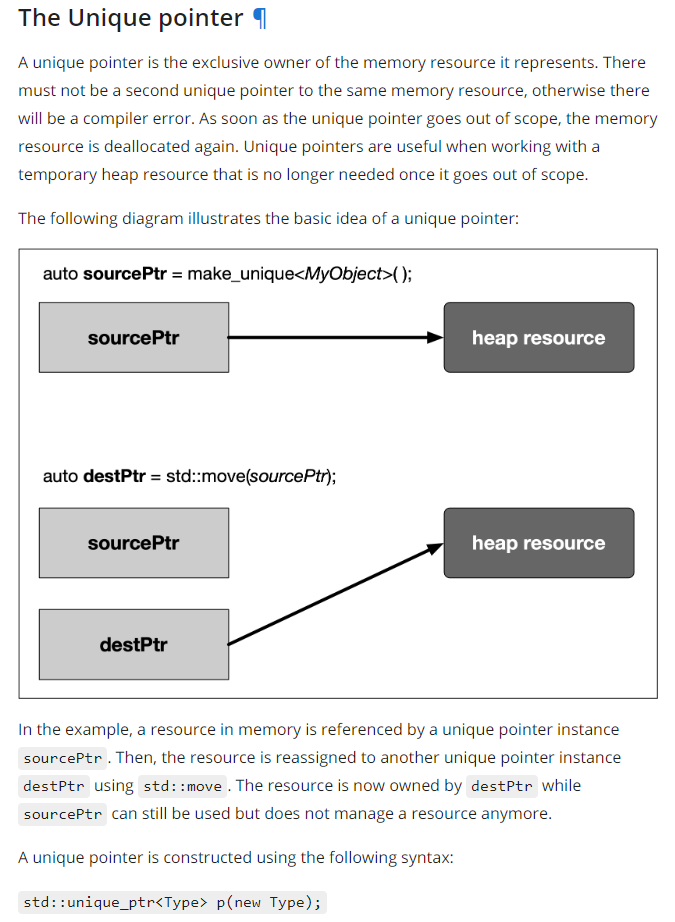 The Unique pointer ¶
A unique pointer is the exclusive owner of the memory resource it represents. There
must not be a second unique pointer to the same memory resource, otherwise there
will be a compiler error. As soon as the unique pointer goes out of scope, the memory
resource is deallocated again. Unique pointers are useful when working with a
temporary heap resource that is no longer needed once it goes out of scope.
The following diagram illustrates the basic idea of a unique pointer:
auto sourcePtr = make_unique<MyObject>( );
sourcePtr
heap resource
auto destPtr = std::move(sourcePtr);
sourcePtr
heap resource
destPtr
In the example, a resource in memory is referenced by a unique pointer instance
sourcePtr . Then, the resource is reassigned to another unique pointer instance
destPtr using std::move . The resource is now owned by destPtr while
sourcePtr can still be used but does not manage a resource anymore.
A unique pointer is constructed using the following syntax:
std::unique_ptr<Type> p(new Type);